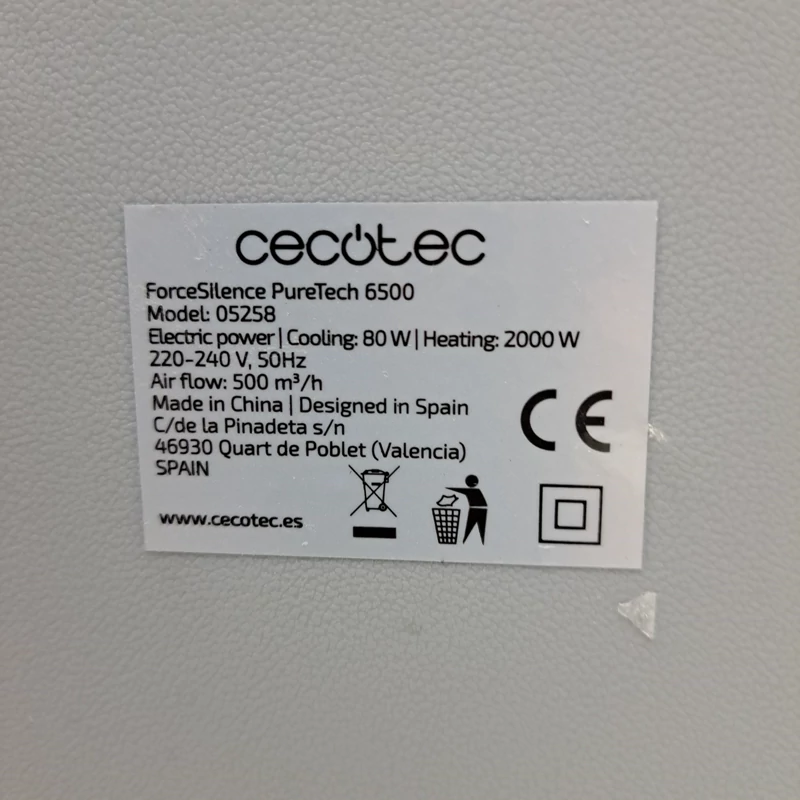 cecotec
ForceSilence PureTech 6500
Model: 05258
Electric power | Cooling: 80 W | Heating: 2000 W
220-240 V, 50Hz
Air flow: 500 m³/h
Made in China | Designed in Spain
C/de la Pinadeta s/n
46930 Quart de Poblet (Valencia)
SPAIN
www.cecotec.es
CE